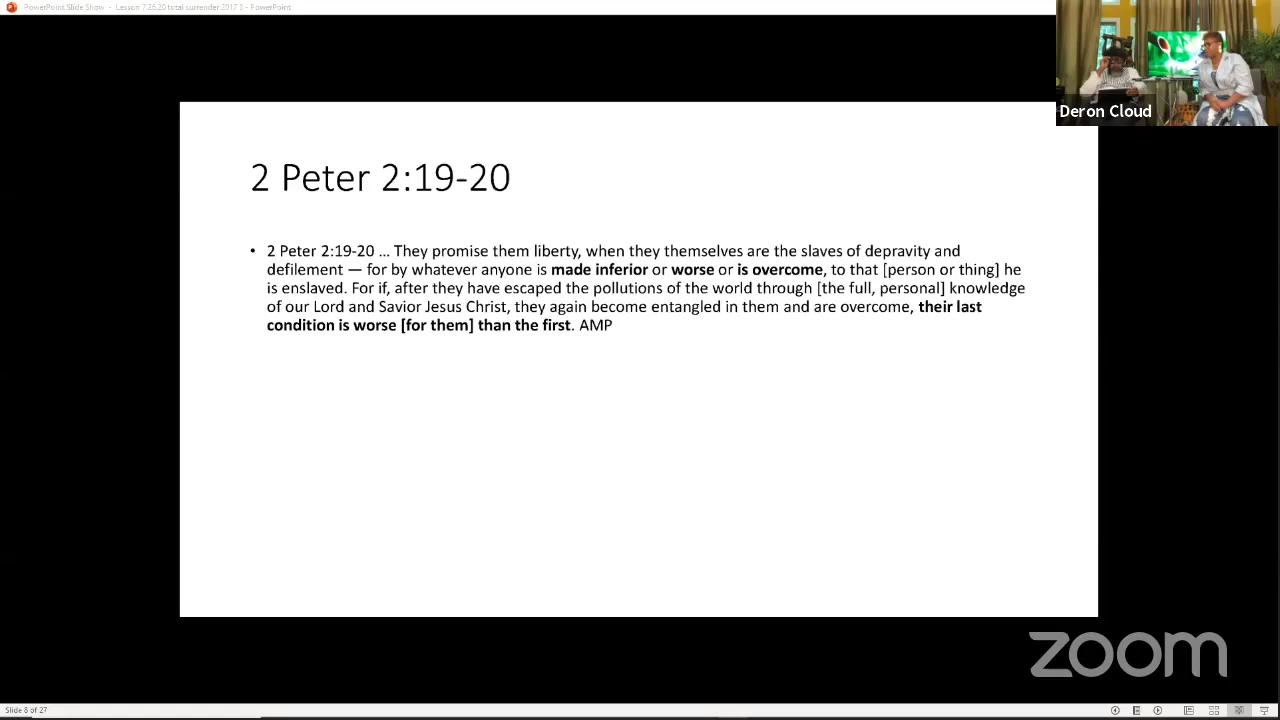 PowerPoint Slide Show - Lesson 7.26.20 total surrender 2017 3 - PowerPoint
Deron Cloud
2 Peter 2:19-20
• 2 Peter 2:19-20 ... They promise them liberty, when they themselves are the slaves of depravity and
defilement — for by whatever anyone is made inferior or worse or is overcome, to that [person or thing] he
is enslaved. For if, after they have escaped the pollutions of the world through [the full, personal] knowledge
of our Lord and Savior Jesus Christ, they again become entangled in them and are overcome, their last
condition is worse [for them] than the first. AMP
zoom
Slide 8 of 27